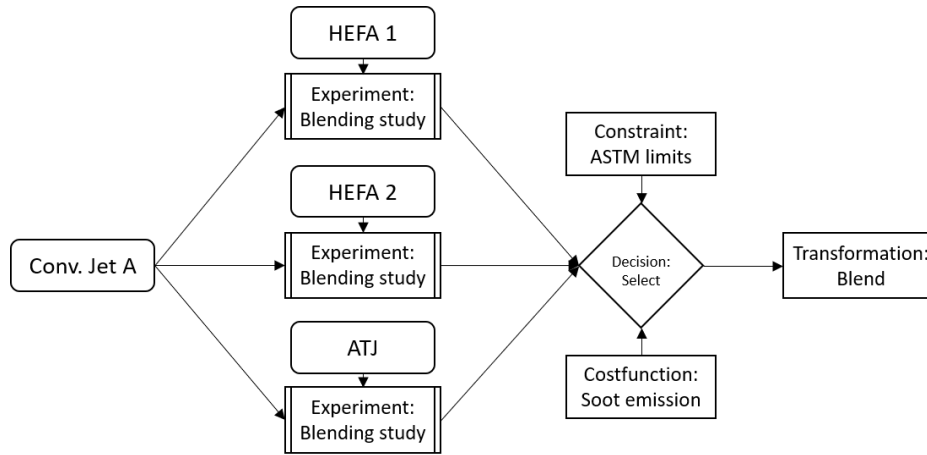 HEFA 1
Experiment:
Blending study
HEFA 2
Experiment:
Blending study
Conv. Jet A
ATJ
Experiment:
Blending study
Constraint:
ASTM limits
Decision:
Select
Costfunction:
Soot emission
Transformation:
Blend